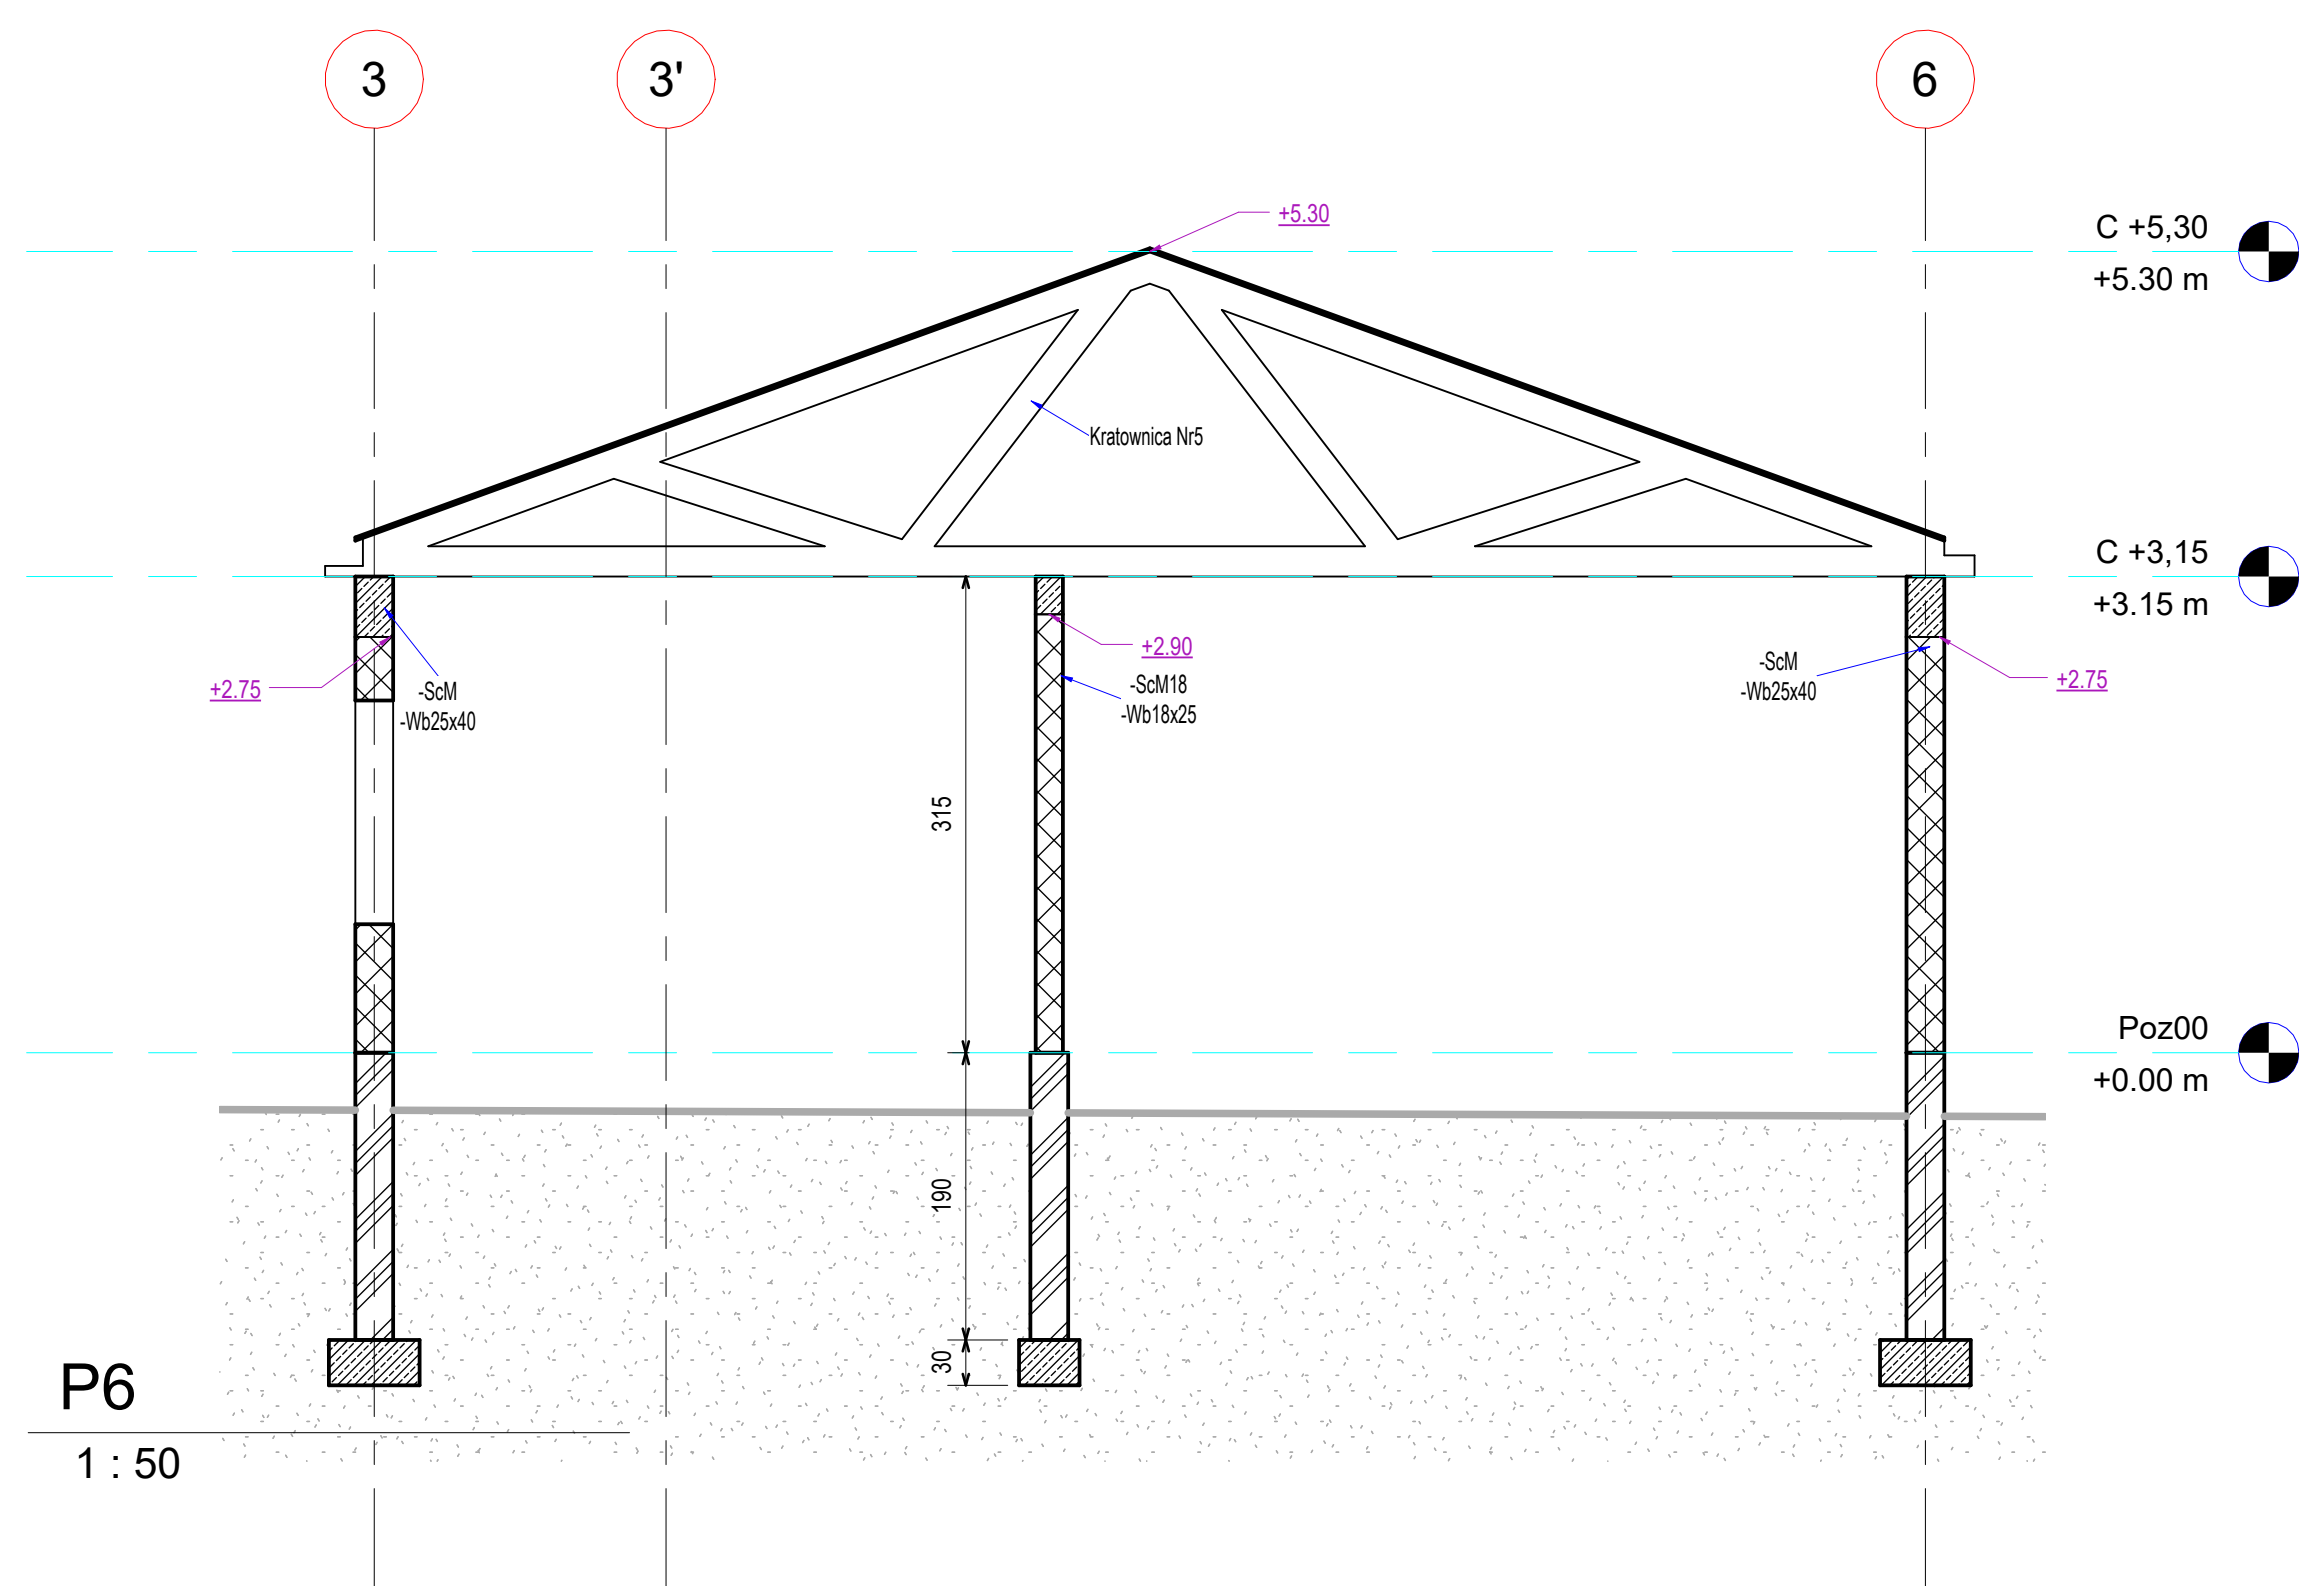 3
3'
6
+5.30
C +5,30
+5.30 m
Kratownica Nr5
C +3,15
+3.15 m
+2.75
-ScM
-Wb25x40
+2.90
-ScM18
-Wb18x25
-ScM
-Wb25x40
+2.75
315
Poz00
+0.00 m
190
30
P6
1 : 50